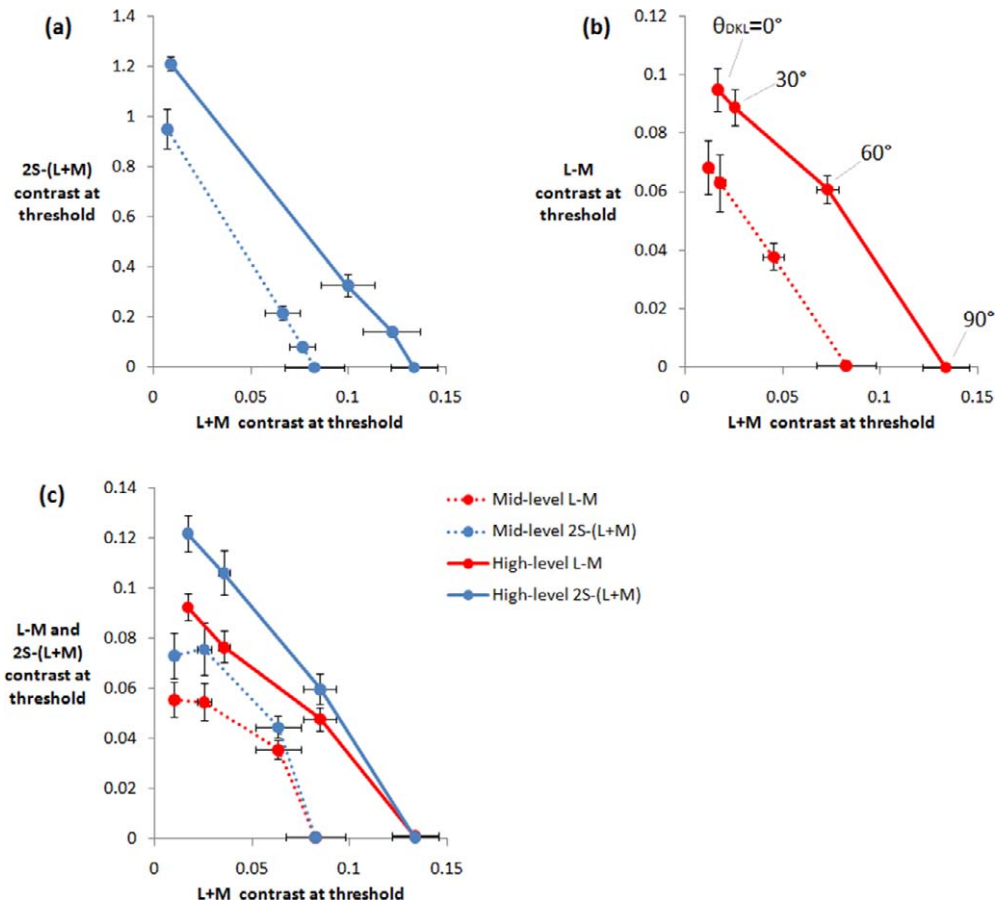 (a)
1.4
1.2
1
0.8
0.6
0.4
0.2
0
2S-(L+M)
contrast at
threshold
0
0.05
0.1
0.15
L+M contrast at threshold
(b)
0.12
0.1
0.08
0.06
0.04
0.02
0
L-M
contrast at
threshold
θDKL=0°
30°
60°
90°
0
0.05
0.1
0.15
L+M contrast at threshold
(c)
0.14
0.12
0.1
0.08
0.06
0.04
0.02
0
L-M and
2S-(L+M)
contrast at
threshold
0
0.05
0.1
0.15
L+M contrast at threshold
Mid-level L-M
Mid-level 2S-(L+M)
High-level L-M
High-level 2S-(L+M)